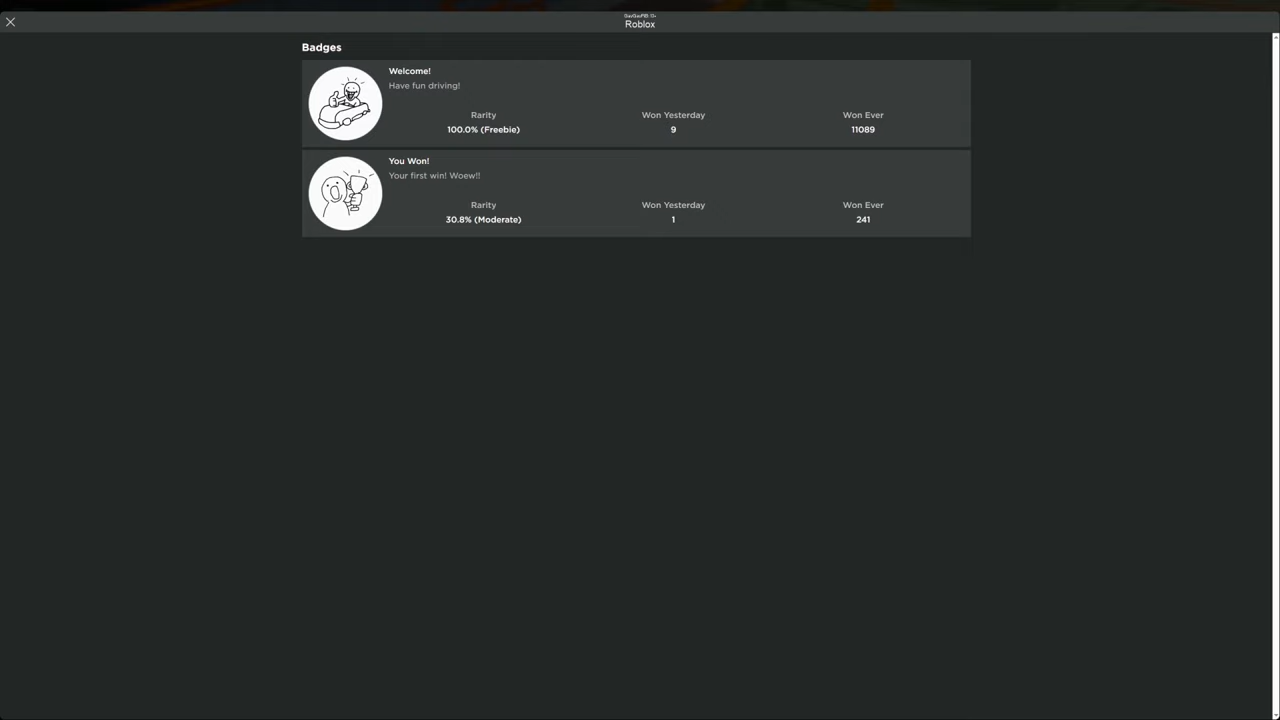 Roblox
Badges
Welcome!
Have fun driving!
Rarity Won Yesterday Won Ever
100.0% (Freebie) 9 11089
You Won!
Your first win! Woew!!
Rarity Won Yesterday Won Ever
30.8% (Moderate) 1 241